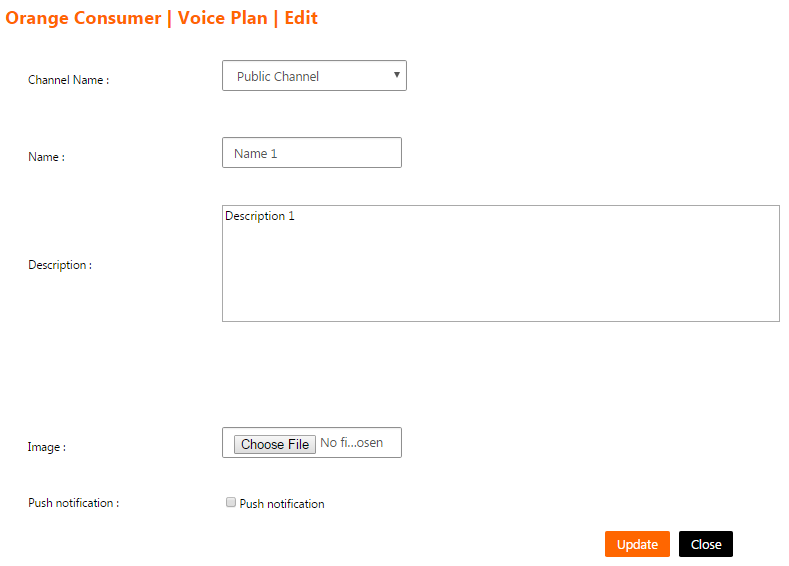 Orange Consumer | Voice Plan | Edit
Channel Name : Public Channel
Name : Name 1
Description 1
Description :
Image : Choose File No fi...osen
Push notification : Push notification
Update Close